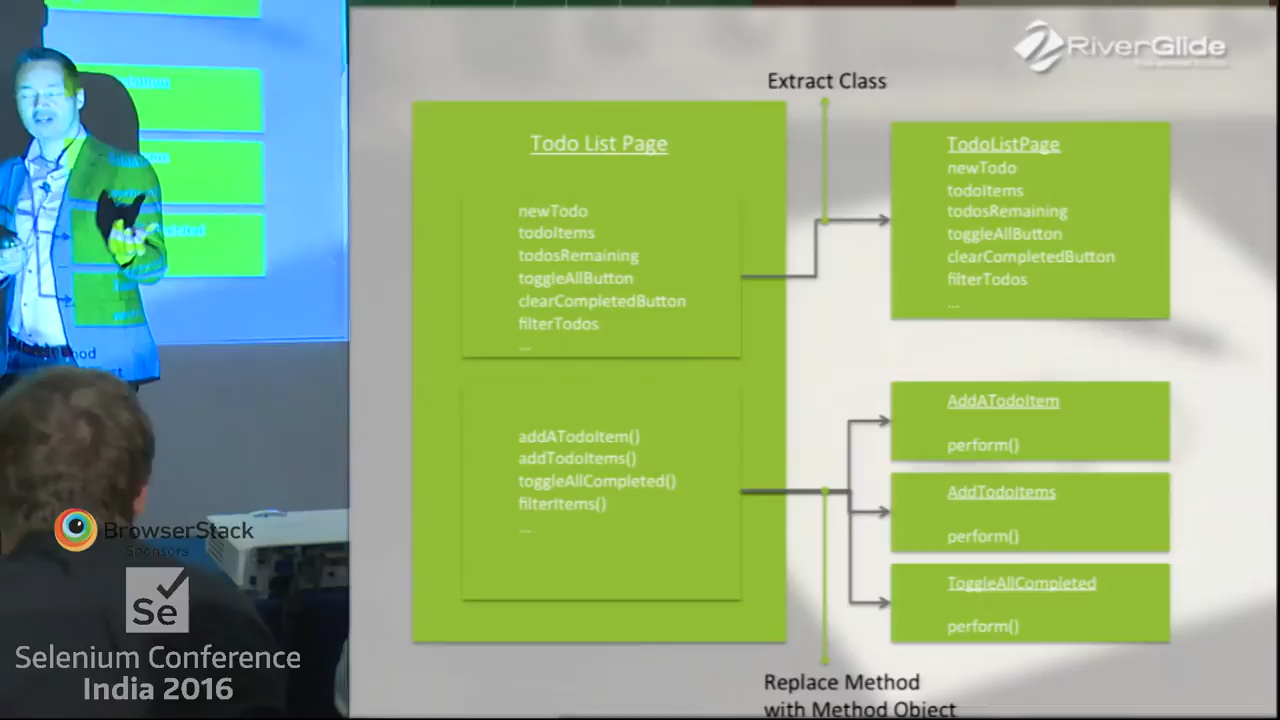 RiverGlide
Extract Class
Todo List Page
newTodo
todoItems
todosRemaining
toggleAllButton
clearCompletedButton
filterTodos
...
addATodoItem()
addTodoItems()
toggleAllCompleted()
filterItems()
...
TodoListPage
newTodo
todoItems
todosRemaining
toggleAllButton
clearCompletedButton
filterTodos
...
AddATodoItem
perform()
AddTodoItems
perform()
ToggleAllCompleted
perform()
Replace Method
with Method Object
BrowserStack
Sponsors
Se
Selenium Conference
India 2016